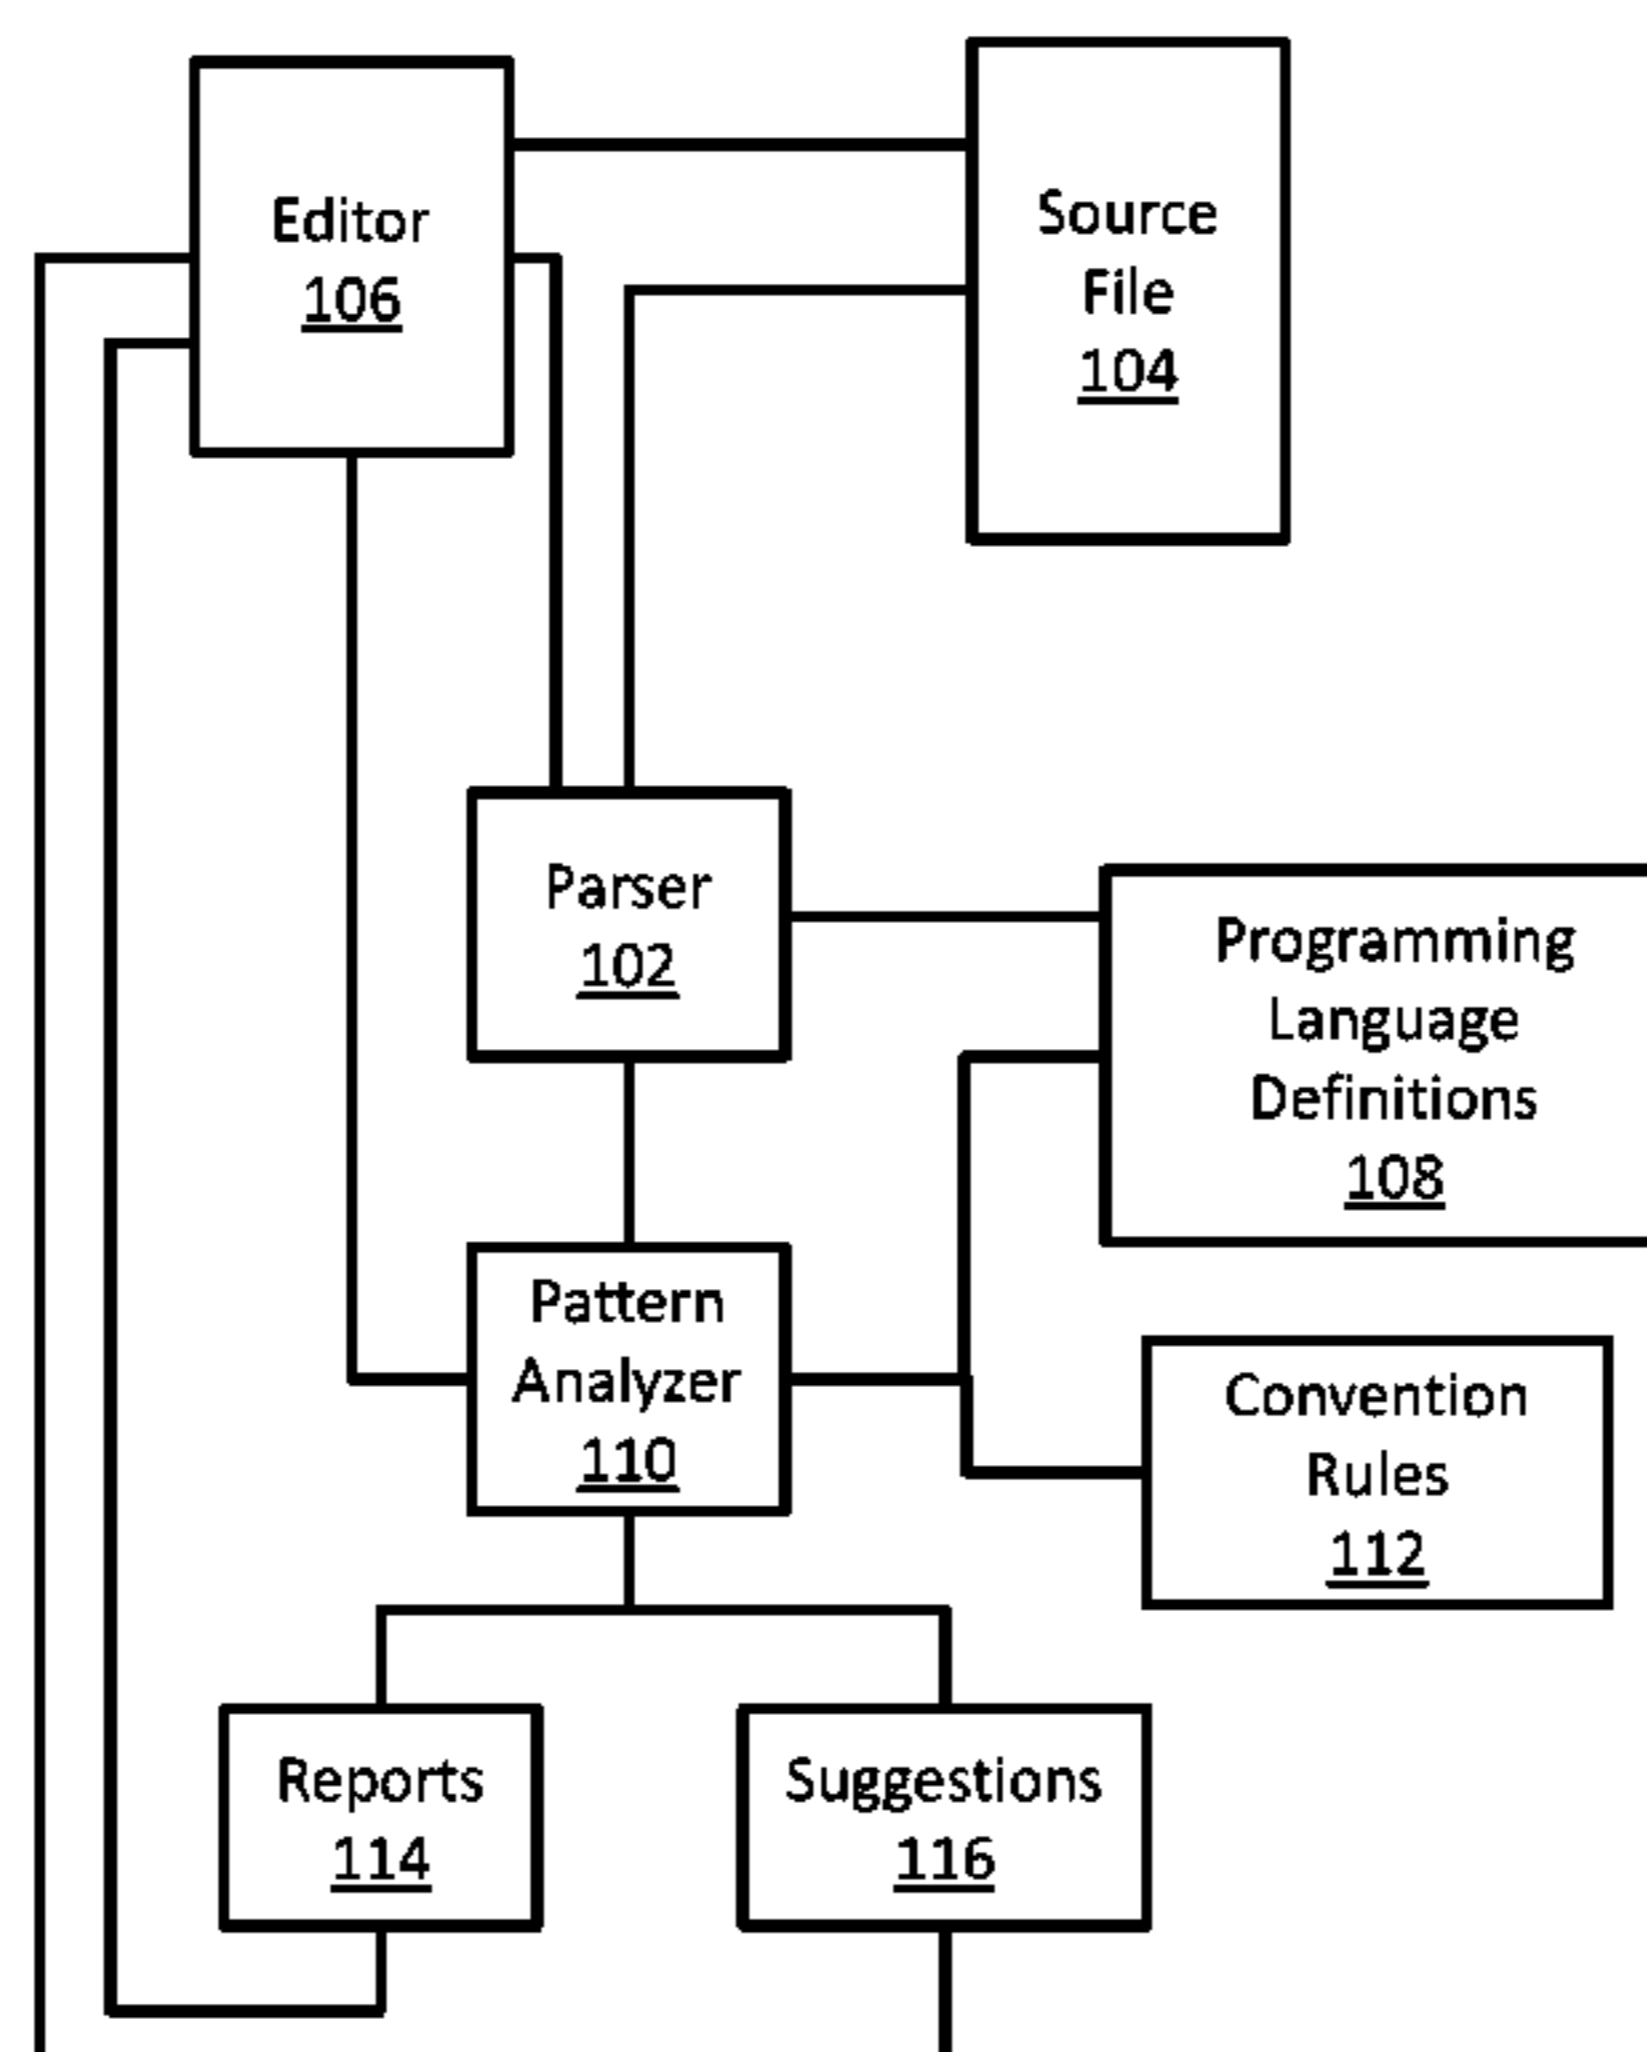 Editor
106
Source
File
104
Parser
102
Programming
Language
Definitions
108
Pattern
Analyzer
110
Convention
Rules
112
Reports
114
Suggestions
116